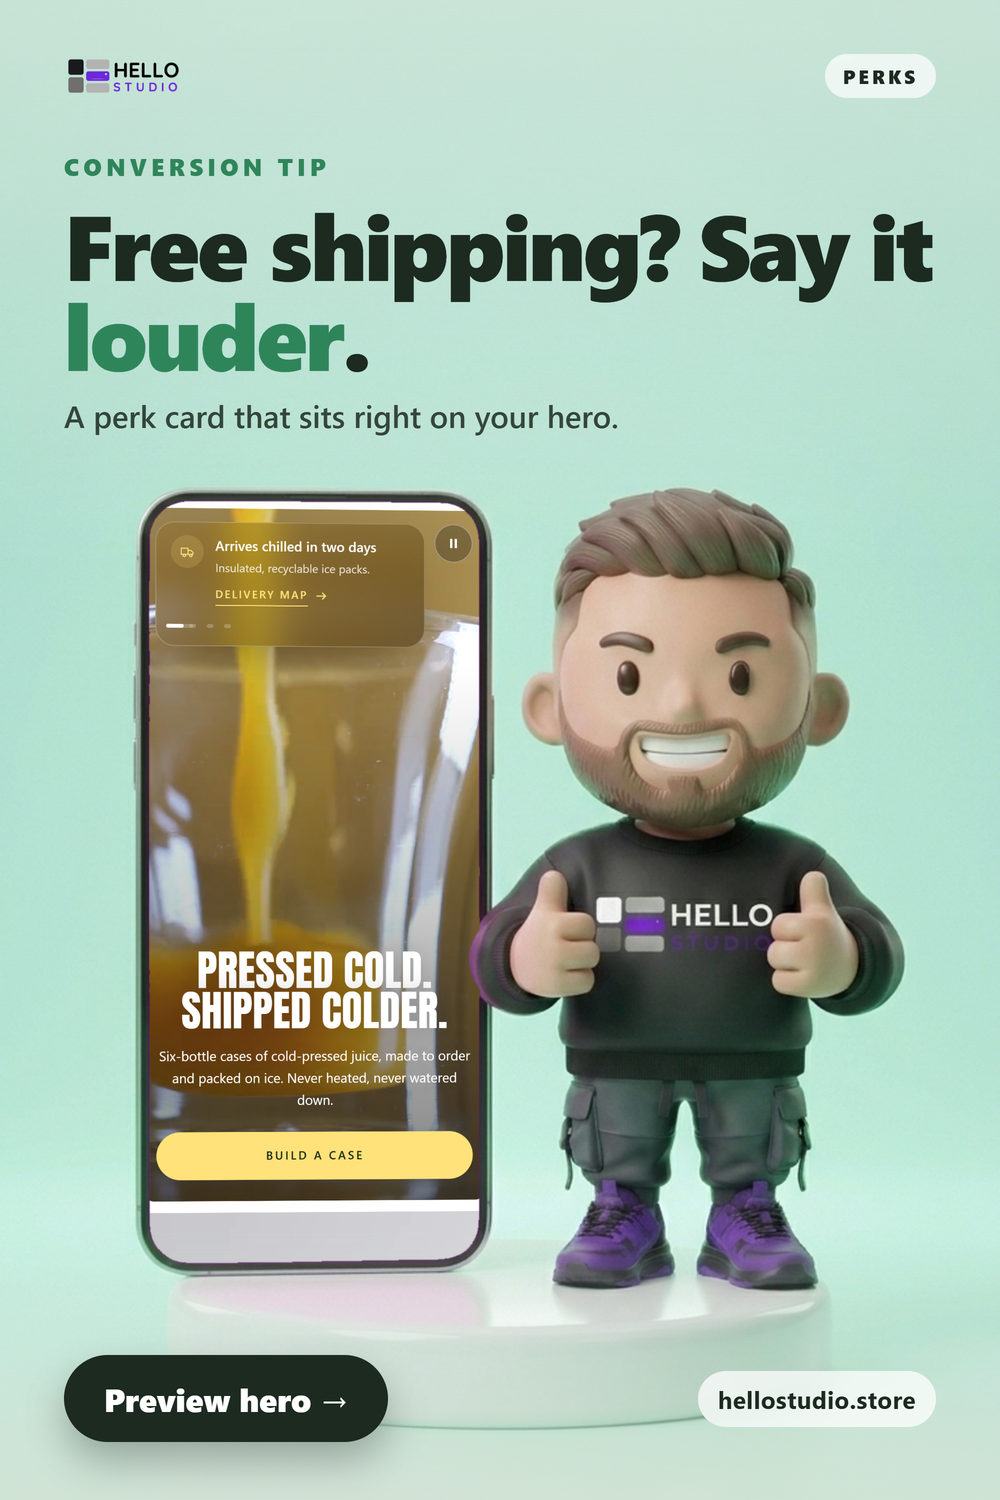 HELLO
STUDIO
PERKS
CONVERSION TIP
Free shipping? Say it
louder.
A perk card that sits right on your hero.
Arrives chilled in two days
Insulated, recyclable ice packs.
DELIVERY MAP →
PRESSED COLD.
SHIPPED COLDER.
Six-bottle cases of cold-pressed juice, made to order
and packed on ice. Never heated, never watered
down.
BUILD A CASE
HELLO
STUDIO
Preview hero →
hellostudio.store